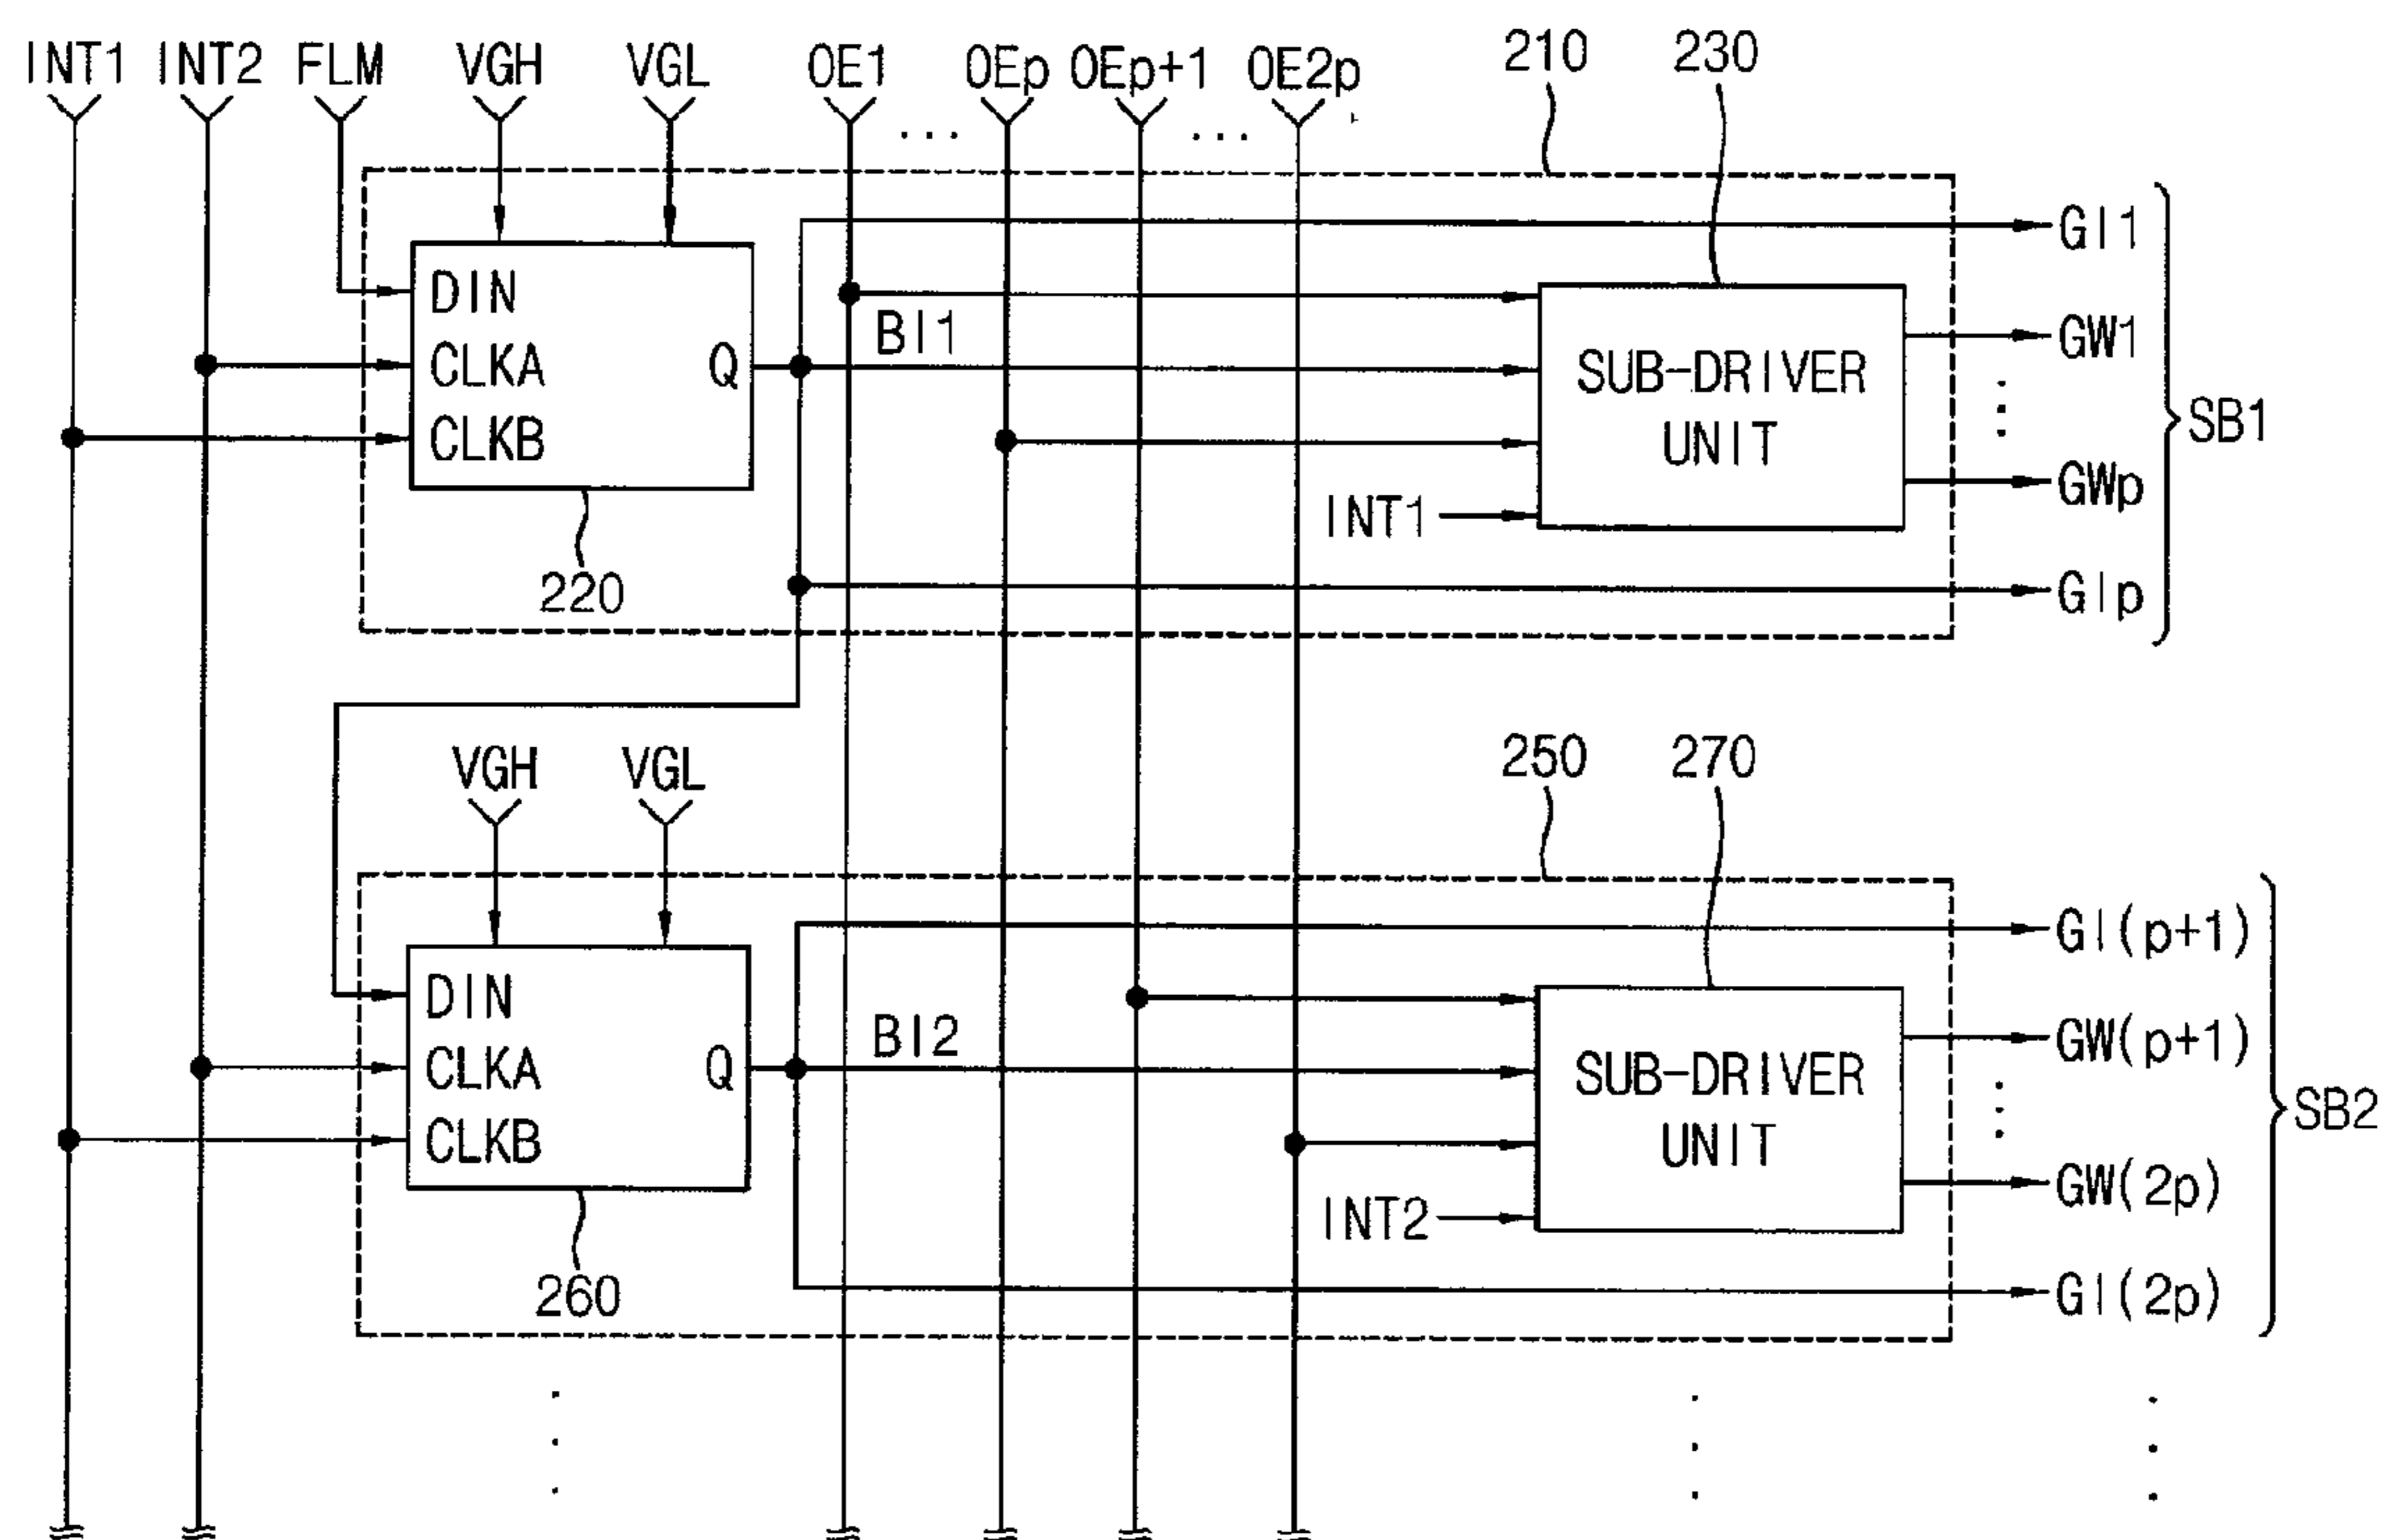 INT1 INT2 FLM VGH VGL OE1 OEp OEp+1 OE2p 210 230
... ...
GI1
DIN
BI1
GW1
CLKA Q SUB-DRIVER
CLKB UNIT SB1
GWp
INT1
220 GIp
VGH VGL 250 270
GI(p+1)
DIN
BI2 GW(p+1)
CLKA Q SUB-DRIVER
CLKB UNIT SB2
GW(2p)
INT2
260 GI(2p)